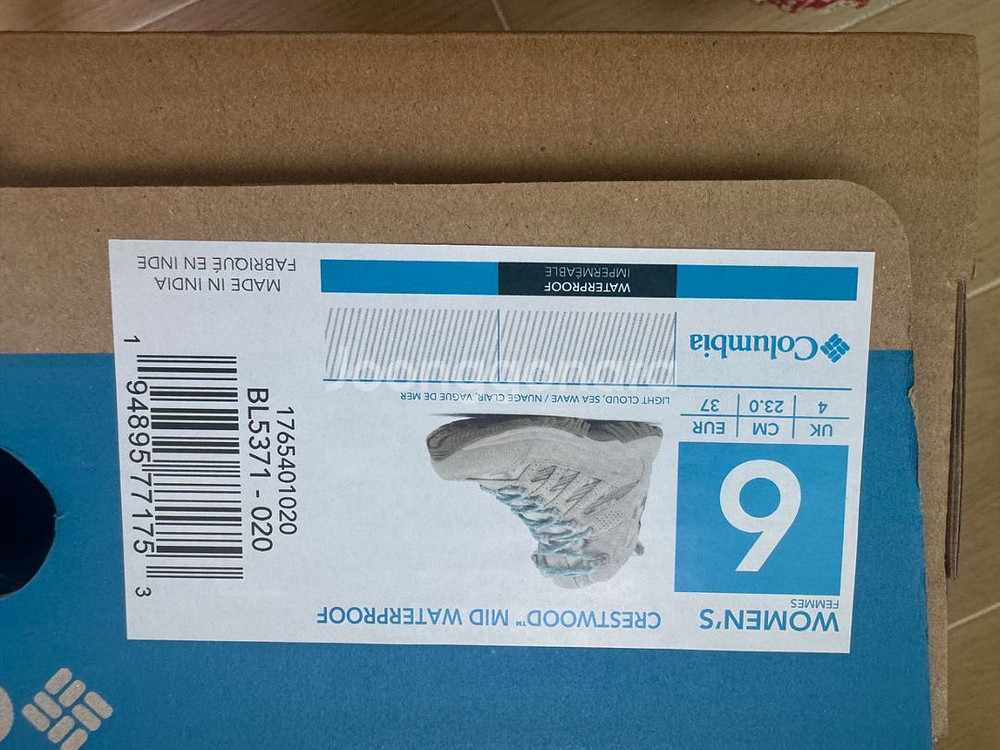 WOMEN'S
FEMMES
CRESTWOOD™ MID WATERPROOF
6
UK | CM | EUR
4 | 23.0 | 37
LIGHT CLOUD, SEA WAVE / NUAGE CLAIR, VAGUE DE MER
Columbia
WATERPROOF
IMPERMÉABLE
1765401020
BL5371 - 020
1 94895 77175 3
MADE IN INDIA
FABRIQUÉ EN INDE
Joonggonara